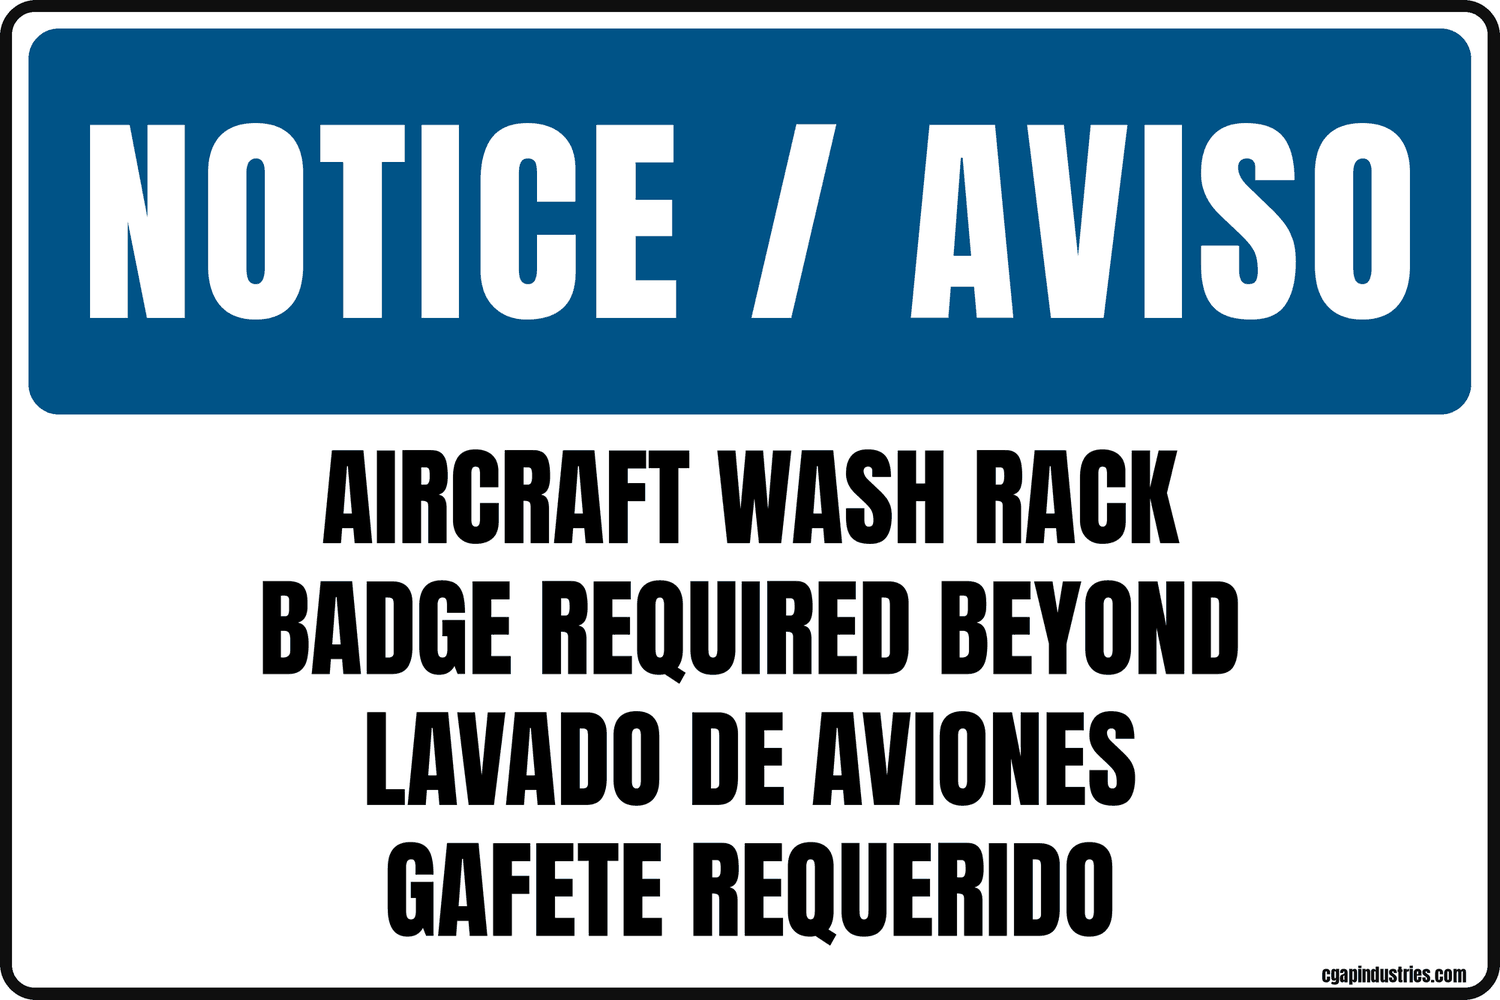 NOTICE / AVISO
AIRCRAFT WASH RACK
BADGE REQUIRED BEYOND
LAVADO DE AVIONES
GAFETE REQUERIDO
cgapindustries.com